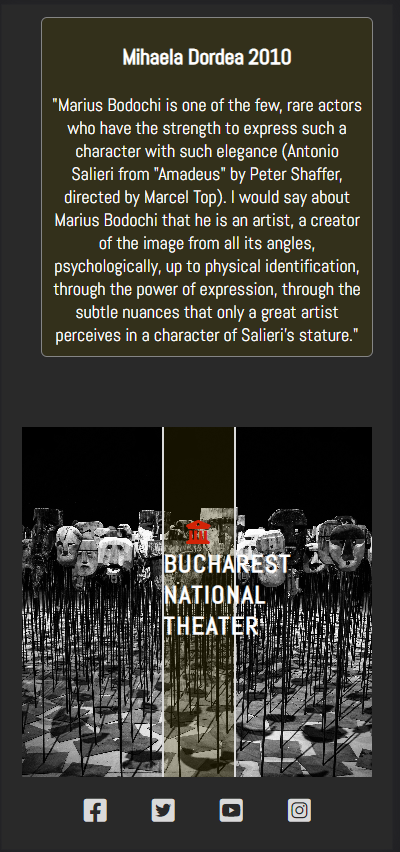 Mihaela Dordea 2010
"Marius Bodochi is one of the few, rare actors
who have the strength to express such a
character with such elegance (Antonio
Salieri from "Amadeus" by Peter Shaffer,
directed by Marcel Top). I would say about
Marius Bodochi that he is an artist, a creator
of the image from all its angles,
psychologically, up to physical identification,
through the power of expression, through the
subtle nuances that only a great artist
perceives in a character of Salieri's stature."
BUCHAREST
NATIONAL
THEATER